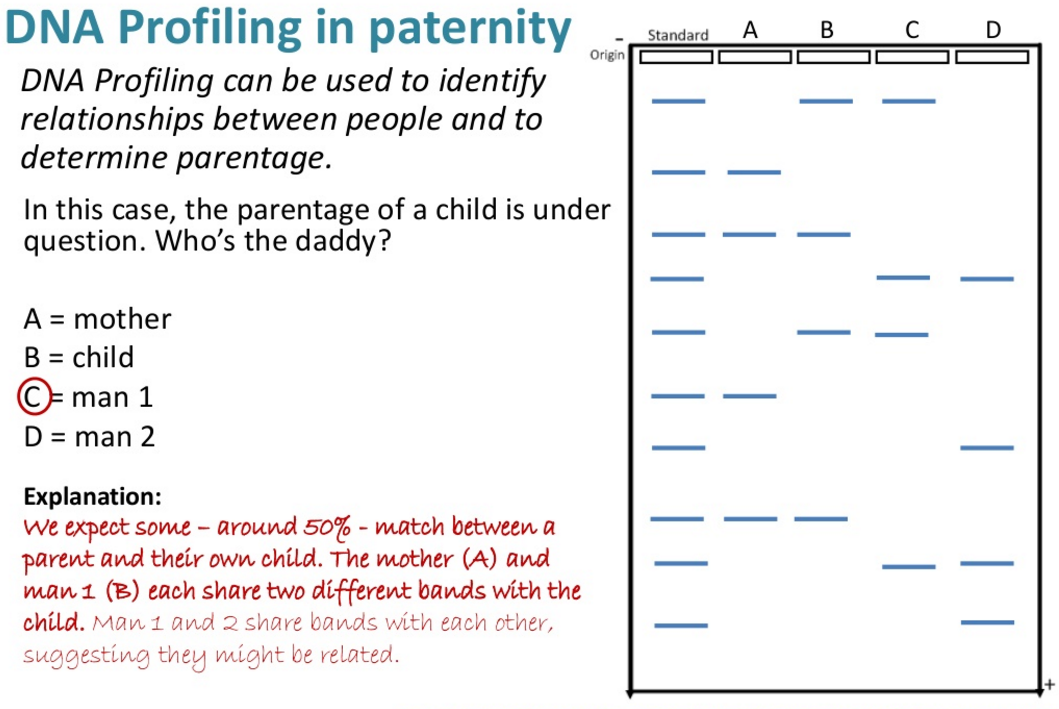 DNA Profiling in paternity
DNA Profiling can be used to identify
relationships between people and to
determine parentage.
In this case, the parentage of a child is under
question. Who's the daddy?
A = mother
B = child
C = man 1
D = man 2
Explanation:
We expect some – around 50% - match between a
parent and their own child. The mother (A) and
man 1 (B) each share two different bands with the
child. Man 1 and 2 share bands with each other,
suggesting they might be related.
– Standard A B C D
Origin
+